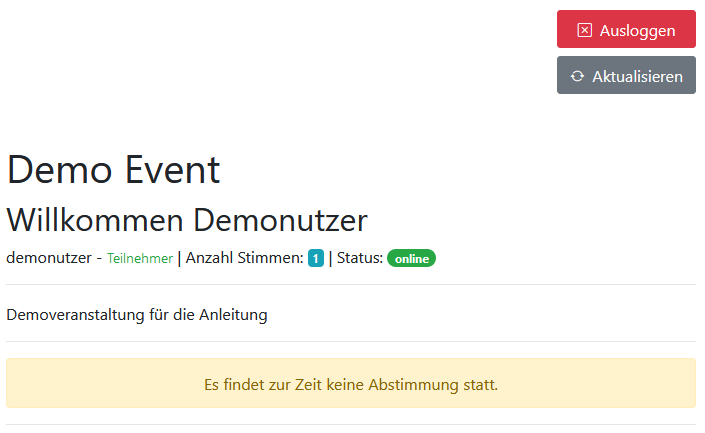 Ausloggen
Aktualisieren
Demo Event
Willkommen Demonutzer
demonutzer - Teilnehmer | Anzahl Stimmen: 1 | Status: online
Demoveranstaltung für die Anleitung
Es findet zur Zeit keine Abstimmung statt.